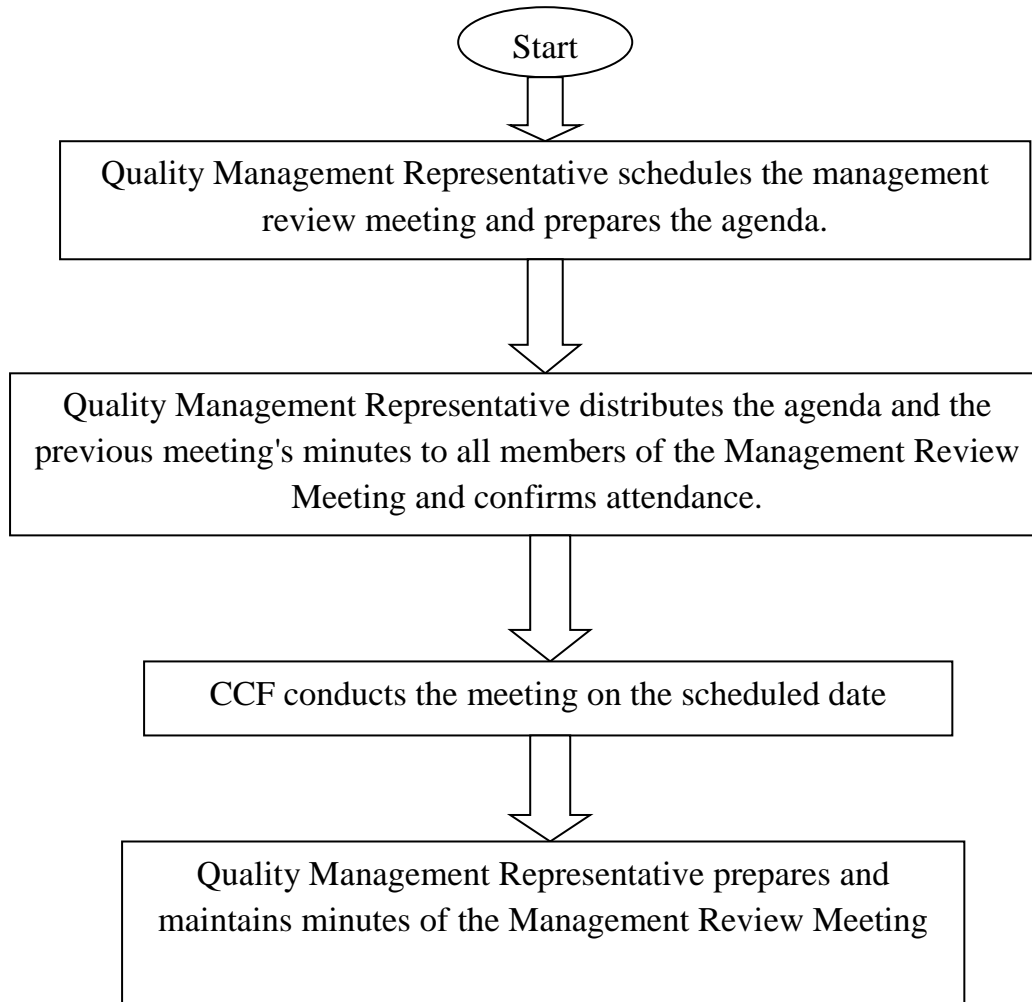 Start
Quality Management Representative schedules the management
review meeting and prepares the agenda.
Quality Management Representative distributes the agenda and the
previous meeting's minutes to all members of the Management Review
Meeting and confirms attendance.
CCF conducts the meeting on the scheduled date
Quality Management Representative prepares and
maintains minutes of the Management Review Meeting